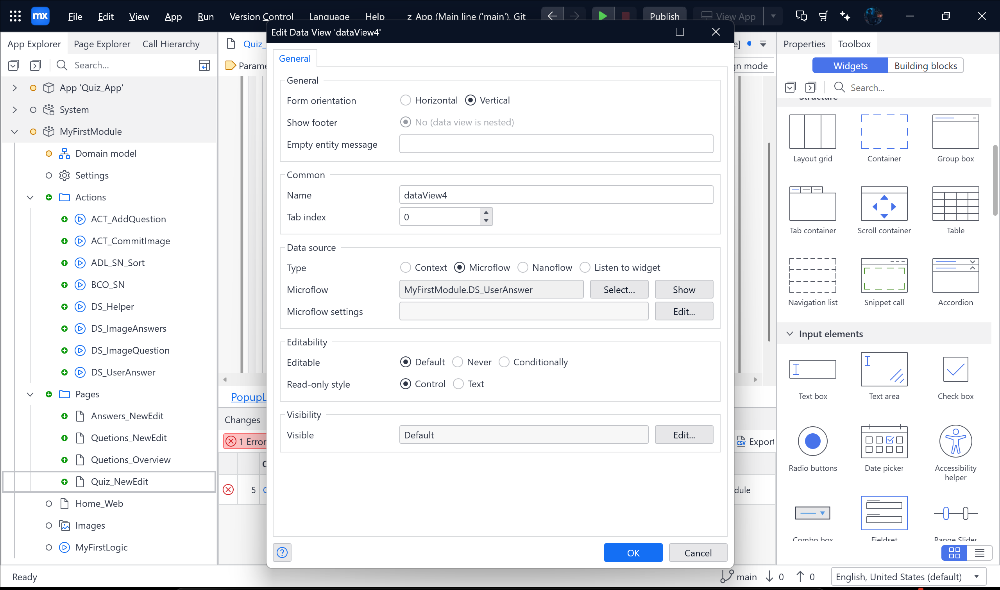 mx File Edit View App Run Version Control Language Help z_App (Main line ('main'), Git Publish View App
App Explorer Page Explorer Call Hierarchy
Search...
App 'Quiz_App'
System
MyFirstModule
Domain model
Settings
Actions
ACT_AddQuestion
ACT_CommitImage
ADL_SN_Sort
BCO_SN
DS_Helper
DS_ImageAnswers
DS_ImageQuestion
DS_UserAnswer
Pages
Answers_NewEdit
Quetions_NewEdit
Quetions_Overview
Quiz_NewEdit
Home_Web
Images
MyFirstLogic
Quiz_
Parame
PopupL
Changes
1 Error
5
Edit Data View 'dataView4'
General
General
Form orientation Horizontal Vertical
Show footer No (data view is nested)
Empty entity message
Common
Name dataView4
Tab index 0
Data source
Type Context Microflow Nanoflow Listen to widget
Microflow MyFirstModule.DS_UserAnswer Select... Show
Microflow settings Edit...
Editability
Editable Default Never Conditionally
Read-only style Control Text
Visibility
Visible Default Edit...
? OK Cancel
e]
gn mode
CSV Export
dule
Properties Toolbox
Widgets Building blocks
Search...
Structure
Layout grid Container Group box
Tab container Scroll container Table
Navigation list Snippet call Accordion
Input elements
Text box Text area Check box
Radio buttons Date picker Accessibility helper
Combo box Fieldset Range Slider
Ready main 0 0 English, United States (default)